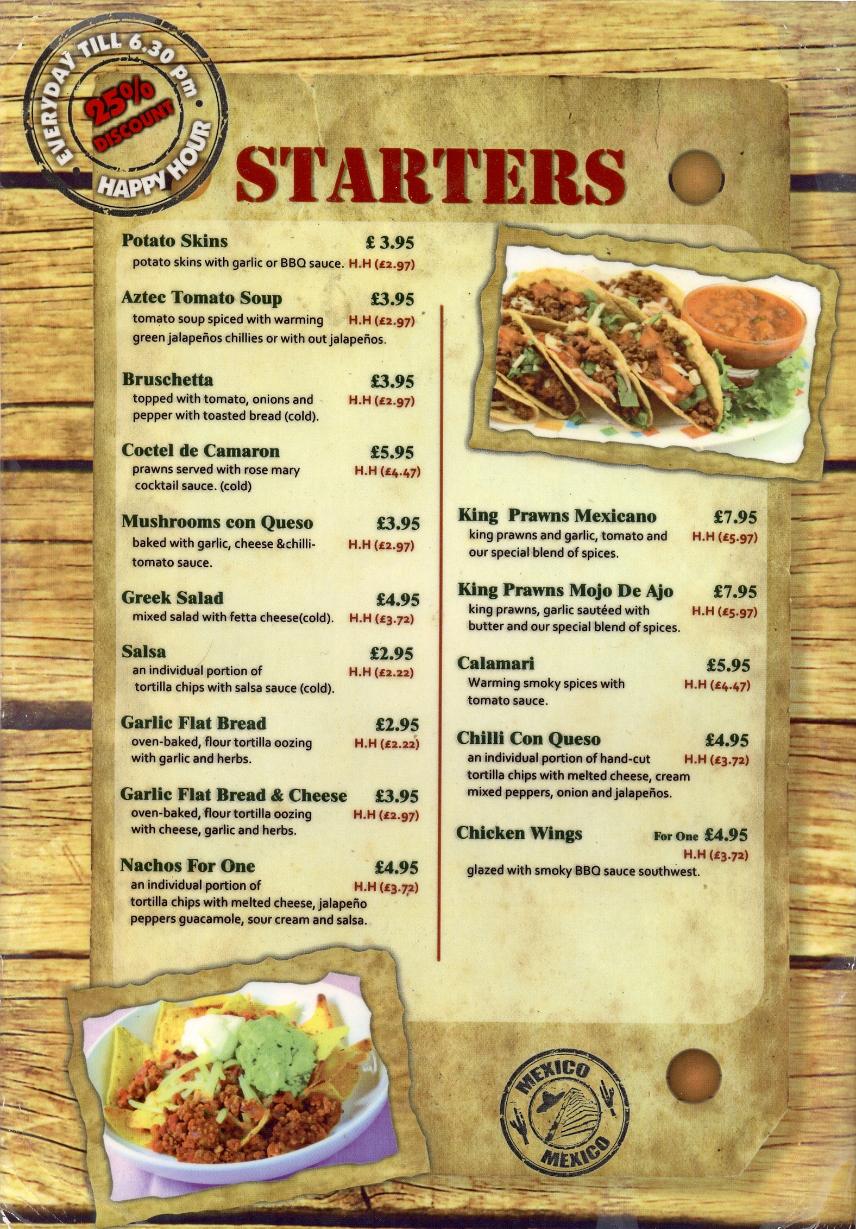 EVERYDAY TILL 6.30 pm
25%
DISCOUNT
HAPPY HOUR
STARTERS
Potato Skins £ 3.95
potato skins with garlic or BBQ sauce. H.H (£2.97)
Aztec Tomato Soup £3.95
tomato soup spiced with warming H.H (£2.97)
green jalapeños chillies or with out jalapeños.
Bruschetta £3.95
topped with tomato, onions and H.H (£2.97)
pepper with toasted bread (cold).
Coctel de Camaron £5.95
prawns served with rose mary H.H (£4.47)
cocktail sauce. (cold)
Mushrooms con Queso £3.95
baked with garlic, cheese &chilli- H.H (£2.97)
tomato sauce.
Greek Salad £4.95
mixed salad with fetta cheese(cold). H.H (£3.72)
Salsa £2.95
an individual portion of H.H (£2.22)
tortilla chips with salsa sauce (cold).
Garlic Flat Bread £2.95
oven-baked, flour tortilla oozing H.H (£2.22)
with garlic and herbs.
Garlic Flat Bread & Cheese £3.95
oven-baked, flour tortilla oozing H.H (£2.97)
with cheese, garlic and herbs.
Nachos For One £4.95
an individual portion of H.H (£3.72)
tortilla chips with melted cheese, jalapeño
peppers guacamole, sour cream and salsa.
King Prawns Mexicano £7.95
king prawns and garlic, tomato and H.H (£5.97)
our special blend of spices.
King Prawns Mojo De Ajo £7.95
king prawns, garlic sautéed with H.H (£5.97)
butter and our special blend of spices.
Calamari £5.95
Warming smoky spices with H.H (£4.47)
tomato sauce.
Chilli Con Queso £4.95
an individual portion of hand-cut H.H (£3.72)
tortilla chips with melted cheese, cream
mixed peppers, onion and jalapeños.
Chicken Wings For One £4.95
H.H (£3.72)
glazed with smoky BBQ sauce southwest.
MEXICO
MEXICO